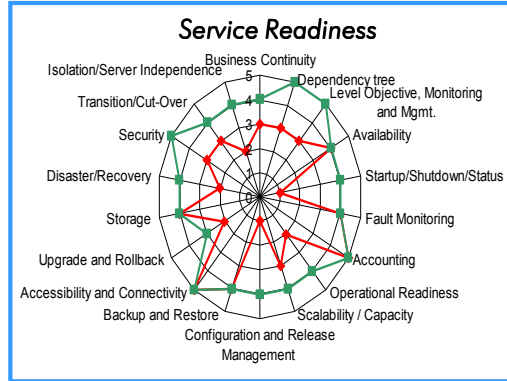 Service Readiness
Business Continuity
Isolation/Server Independence
Dependency tree
Transition/Cut-Over
Level Objective, Monitoring
and Mgmt.
Security
Availability
Disaster/Recovery
Startup/Shutdown/Status
Storage
Fault Monitoring
Upgrade and Rollback
Accounting
Accessibility and Connectivity
Operational Readiness
Backup and Restore
Scalability / Capacity
Configuration and Release
Management
5
4
3
2
1
0